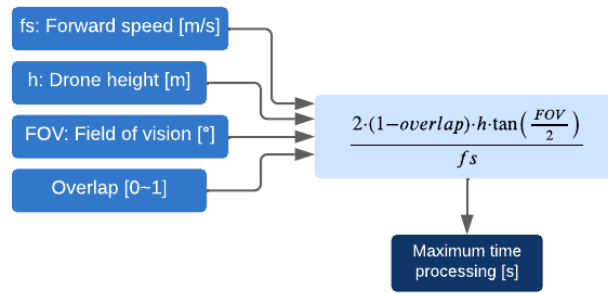 fs: Forward speed [m/s]
h: Drone height [m]
FOV: Field of vision [°]
Overlap [0~1]
2·(1−overlap)·h·tan(FOV/2)
fs
Maximum time
processing [s]